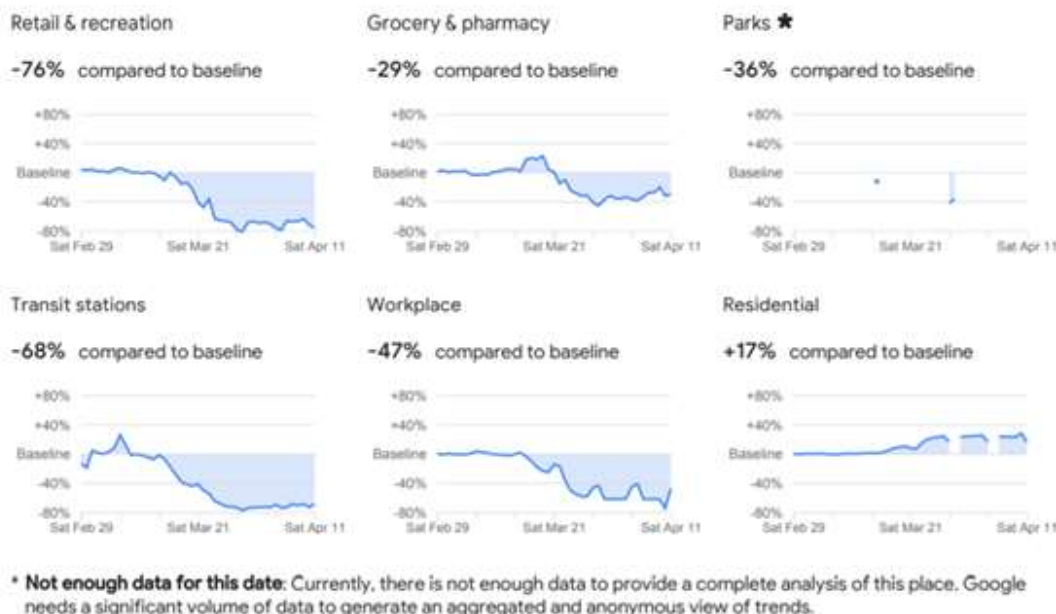 Retail & recreation
-76% compared to baseline
+80%
+40%
Baseline
-40%
-80%
Sat Feb 29 Sat Mar 21 Sat Apr 11
Grocery & pharmacy
-29% compared to baseline
+80%
+40%
Baseline
-40%
-80%
Sat Feb 29 Sat Mar 21 Sat Apr 11
Parks *
-36% compared to baseline
+80%
+40%
Baseline
-40%
-80%
Sat Feb 29 Sat Mar 21 Sat Apr 11
Transit stations
-68% compared to baseline
+80%
+40%
Baseline
-40%
-80%
Sat Feb 29 Sat Mar 21 Sat Apr 11
Workplace
-47% compared to baseline
+80%
+40%
Baseline
-40%
-80%
Sat Feb 29 Sat Mar 21 Sat Apr 11
Residential
+17% compared to baseline
+80%
+40%
Baseline
-40%
-80%
Sat Feb 29 Sat Mar 21 Sat Apr 11
* Not enough data for this date: Currently, there is not enough data to provide a complete analysis of this place. Google
needs a significant volume of data to generate an aggregated and anonymous view of trends.